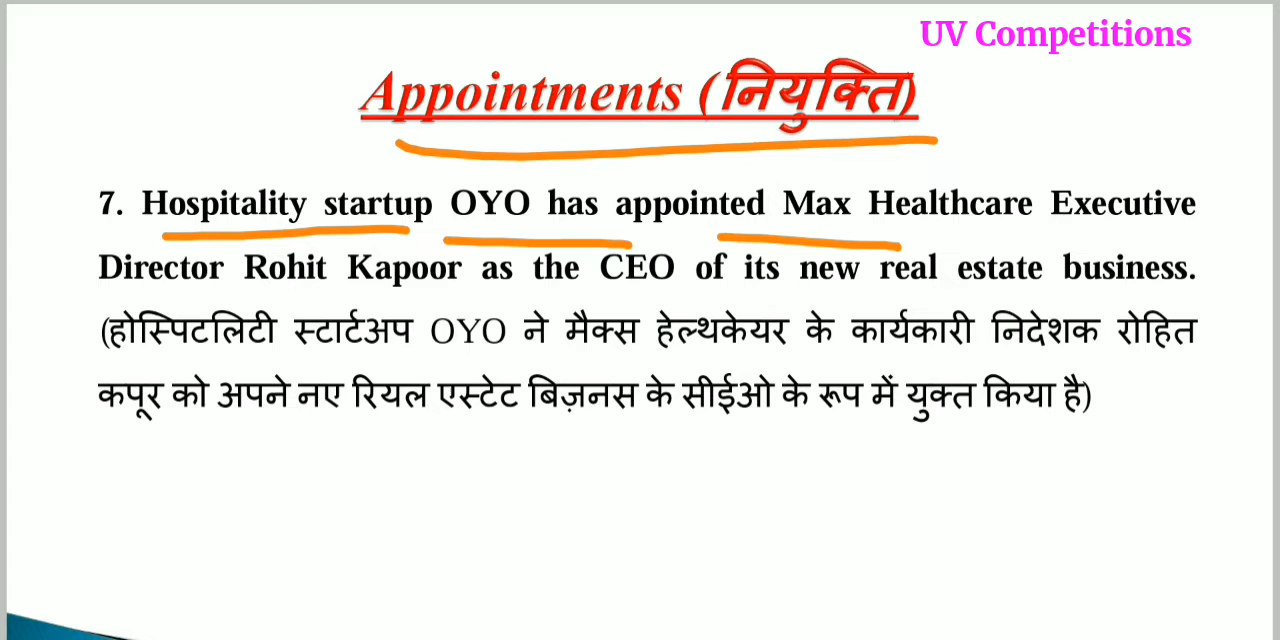 UV Competitions
Appointments (नियुक्ति)
7. Hospitality startup OYO has appointed Max Healthcare Executive
Director Rohit Kapoor as the CEO of its new real estate business.
(होस्पिटलिटी स्टार्टअप OYO ने मैक्स हेल्थकेयर के कार्यकारी निदेशक रोहित
कपूर को अपने नए रियल एस्टेट बिज़नस के सीईओ के रूप में युक्त किया है)